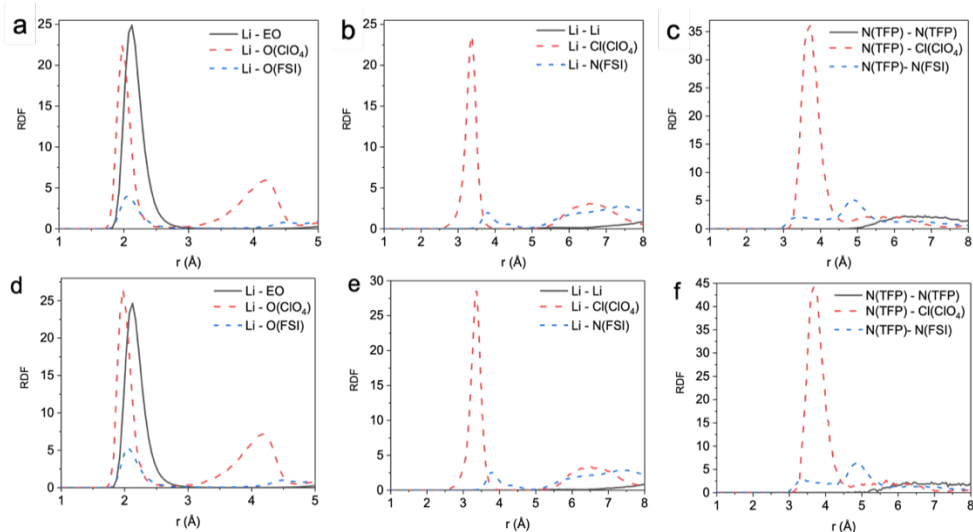 a
25
20
15
10
5
0
RDF
Li - EO
Li - O(ClO₄)
Li - O(FSI)
1 2 3 4 5
r (Å)
b
25
20
15
10
5
0
RDF
Li - Li
Li - Cl(ClO₄)
Li - N(FSI)
1 2 3 4 5 6 7 8
r (Å)
c
35
30
25
20
15
10
5
0
RDF
N(TFP) - N(TFP)
N(TFP) - Cl(ClO₄)
N(TFP)- N(FSI)
1 2 3 4 5 6 7 8
r (Å)
d
25
20
15
10
5
0
RDF
Li - EO
Li - O(ClO₄)
Li - O(FSI)
1 2 3 4 5
r (Å)
e
30
25
20
15
10
5
0
RDF
Li - Li
Li - Cl(ClO₄)
Li - N(FSI)
1 2 3 4 5 6 7 8
r (Å)
f
45
40
35
30
25
20
15
10
5
0
RDF
N(TFP) - N(TFP)
N(TFP) - Cl(ClO₄)
N(TFP)- N(FSI)
1 2 3 4 5 6 7 8
r (Å)